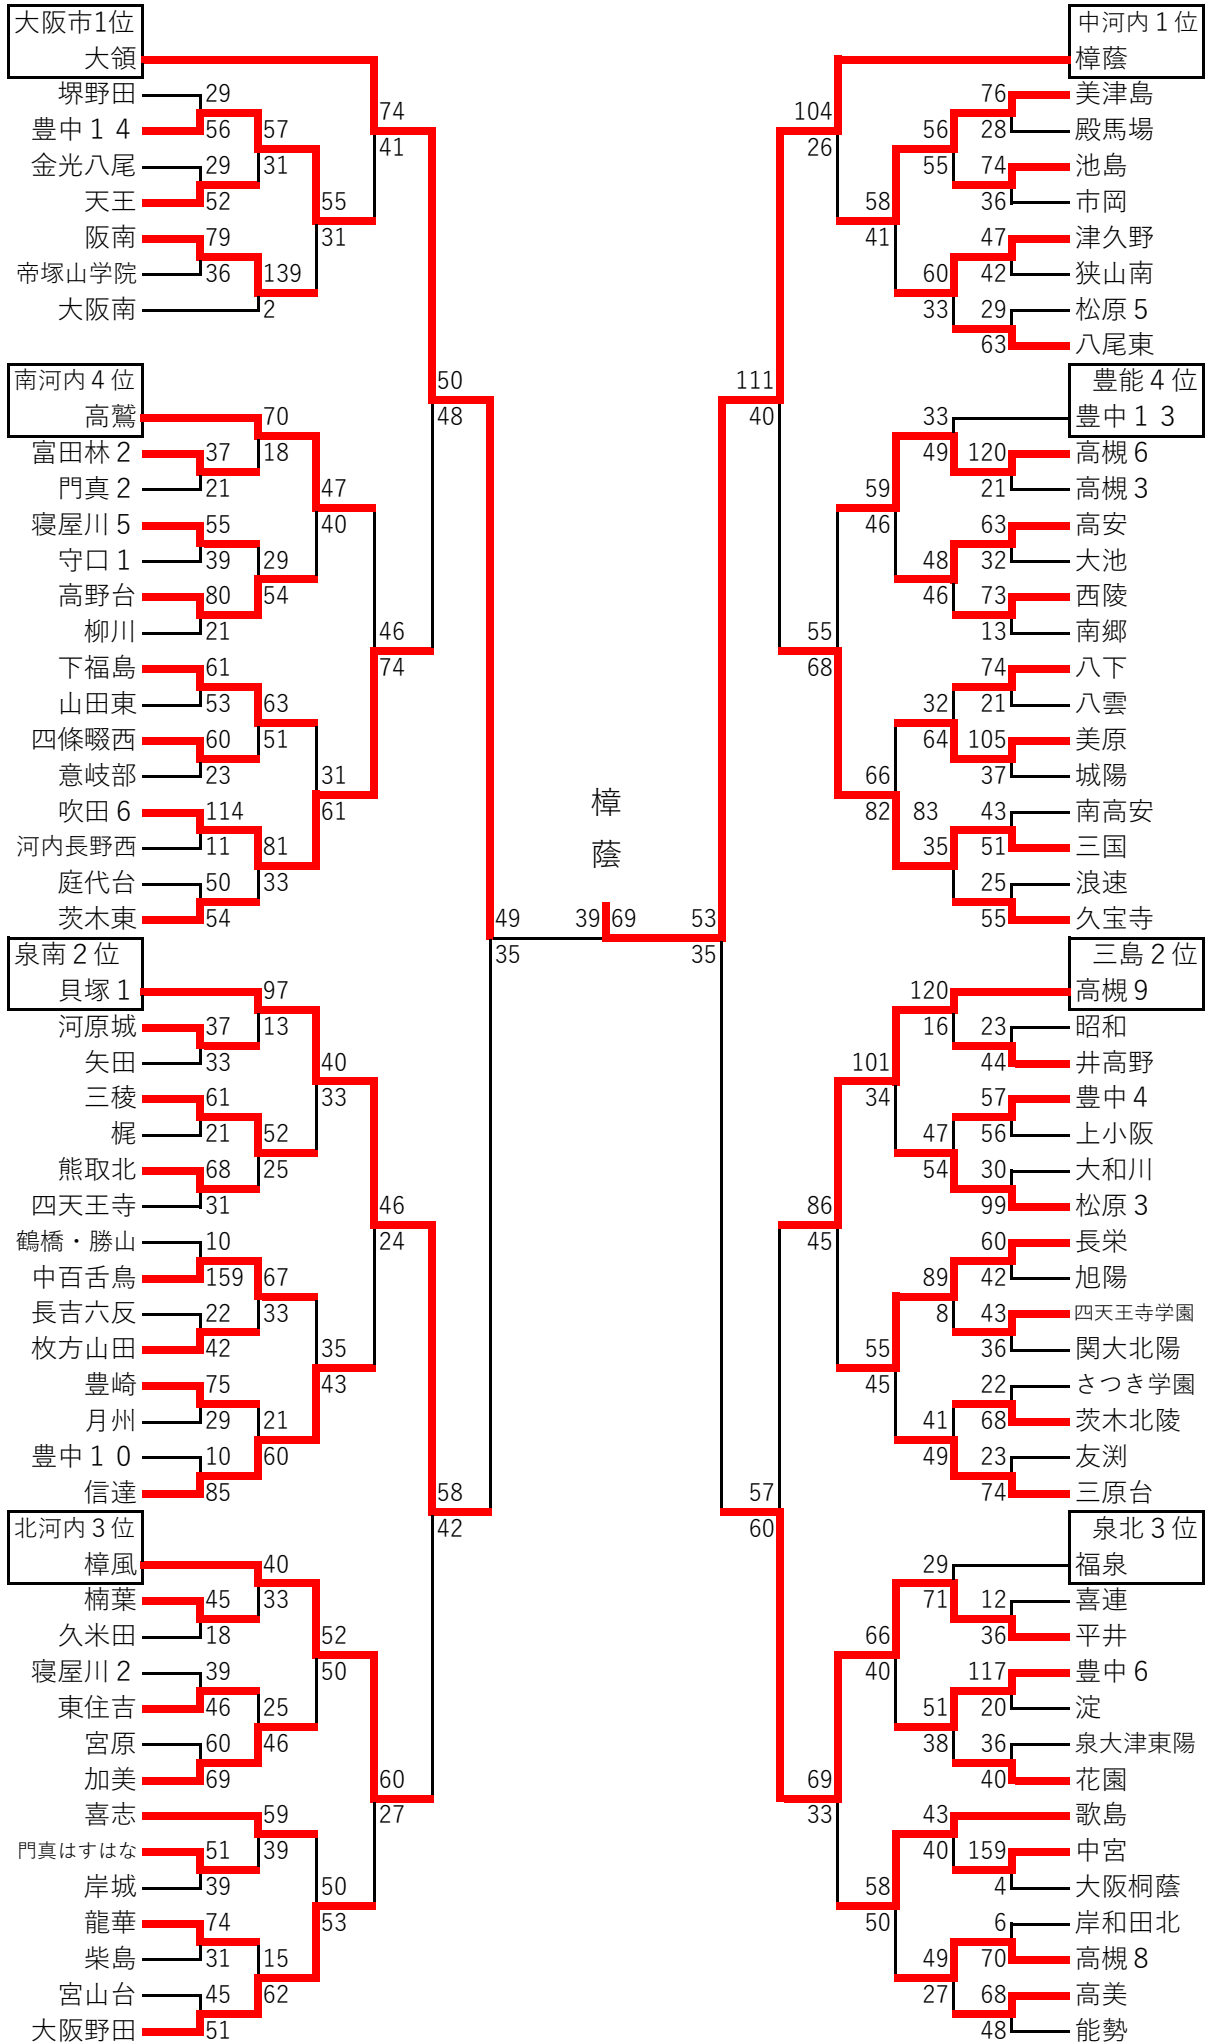 大阪市1位
大領
堺野田 29
豊中１４ 56
57
金光八尾 29
31
天王 52
阪南 79
帝塚山学院 36
139
大阪南 2
55
31
74
41
南河内４位
高鷲 70
富田林２ 37
18
門真２ 21
寝屋川５ 55
守口１ 39
29
高野台 80
54
柳川 21
47
40
下福島 61
山田東 53
63
四條畷西 60
51
意岐部 23
吹田６ 114
河内長野西 11
81
庭代台 50
33
茨木東 54
31
61
46
74
50
48
泉南２位
貝塚１ 97
河原城 37
13
矢田 33
三稜 61
梶 21
52
熊取北 68
25
四天王寺 31
40
33
鶴橋・勝山 10
中百舌鳥 159
67
長吉六反 22
33
枚方山田 42
豊崎 75
月州 29
21
豊中１０ 10
60
信達 85
35
43
46
24
北河内３位
樟風 40
楠葉 45
33
久米田 18
寝屋川２ 39
東住吉 46
25
宮原 60
46
加美 69
52
50
喜志 59
門真はすはな 51
39
岸城 39
龍華 74
柴島 31
15
宮山台 45
62
大阪野田 51
50
53
60
27
58
42
49
35
樟
蔭
39 69
53
35
中河内１位
樟蔭
76 美津島
28 殿馬場
56
55
74 池島
36 市岡
47 津久野
42 狭山南
60
33
29 松原５
63 八尾東
58
41
104
26
豊能４位
33 豊中１３
49
120 高槻６
21 高槻３
63 高安
32 大池
48
46
73 西陵
13 南郷
59
46
74 八下
21 八雲
32
64
105 美原
37 城陽
43 南高安
51 三国
83
35
25 浪速
55 久宝寺
66
82
55
68
111
40
三島２位
120 高槻９
16
23 昭和
44 井高野
57 豊中４
56 上小阪
47
54
30 大和川
99 松原３
101
34
60 長栄
42 旭陽
89
8
43 四天王寺学園
36 関大北陽
22 さつき学園
68 茨木北陵
41
49
23 友渕
74 三原台
55
45
86
45
泉北３位
29 福泉
71
12 喜連
36 平井
117 豊中６
20 淀
51
38
36 泉大津東陽
40 花園
66
40
43 歌島
40
159 中宮
4 大阪桐蔭
6 岸和田北
70 高槻８
49
27
68 高美
48 能勢
58
50
69
33
57
60